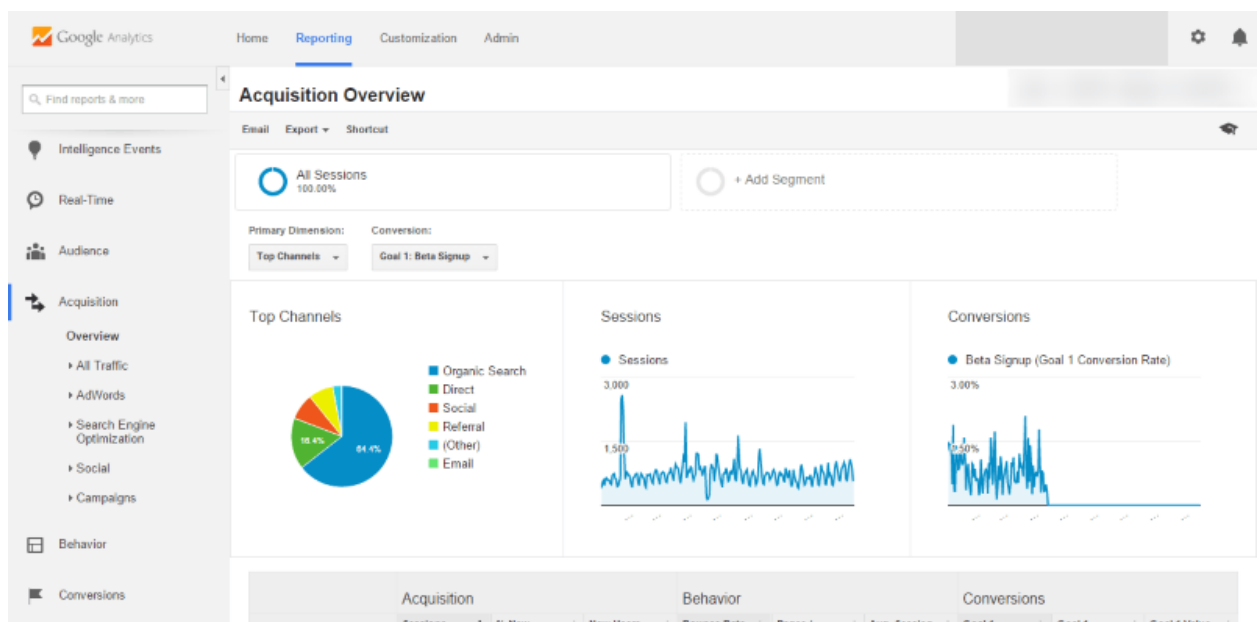 Google Analytics
Home Reporting Customization Admin
Find reports & more
Intelligence Events
Real-Time
Audience
Acquisition
Overview
All Traffic
AdWords
Search Engine
Optimization
Social
Campaigns
Behavior
Conversions
Acquisition Overview
Email Export Shortcut
All Sessions
100.00%
+ Add Segment
Primary Dimension: Conversion:
Top Channels Goal 1: Beta Signup
Top Channels
16.4%
64.4%
Organic Search
Direct
Social
Referral
(Other)
Email
Sessions
Sessions
3,000
1,500
Conversions
Beta Signup (Goal 1 Conversion Rate)
3.00%
Acquisition Behavior Conversions